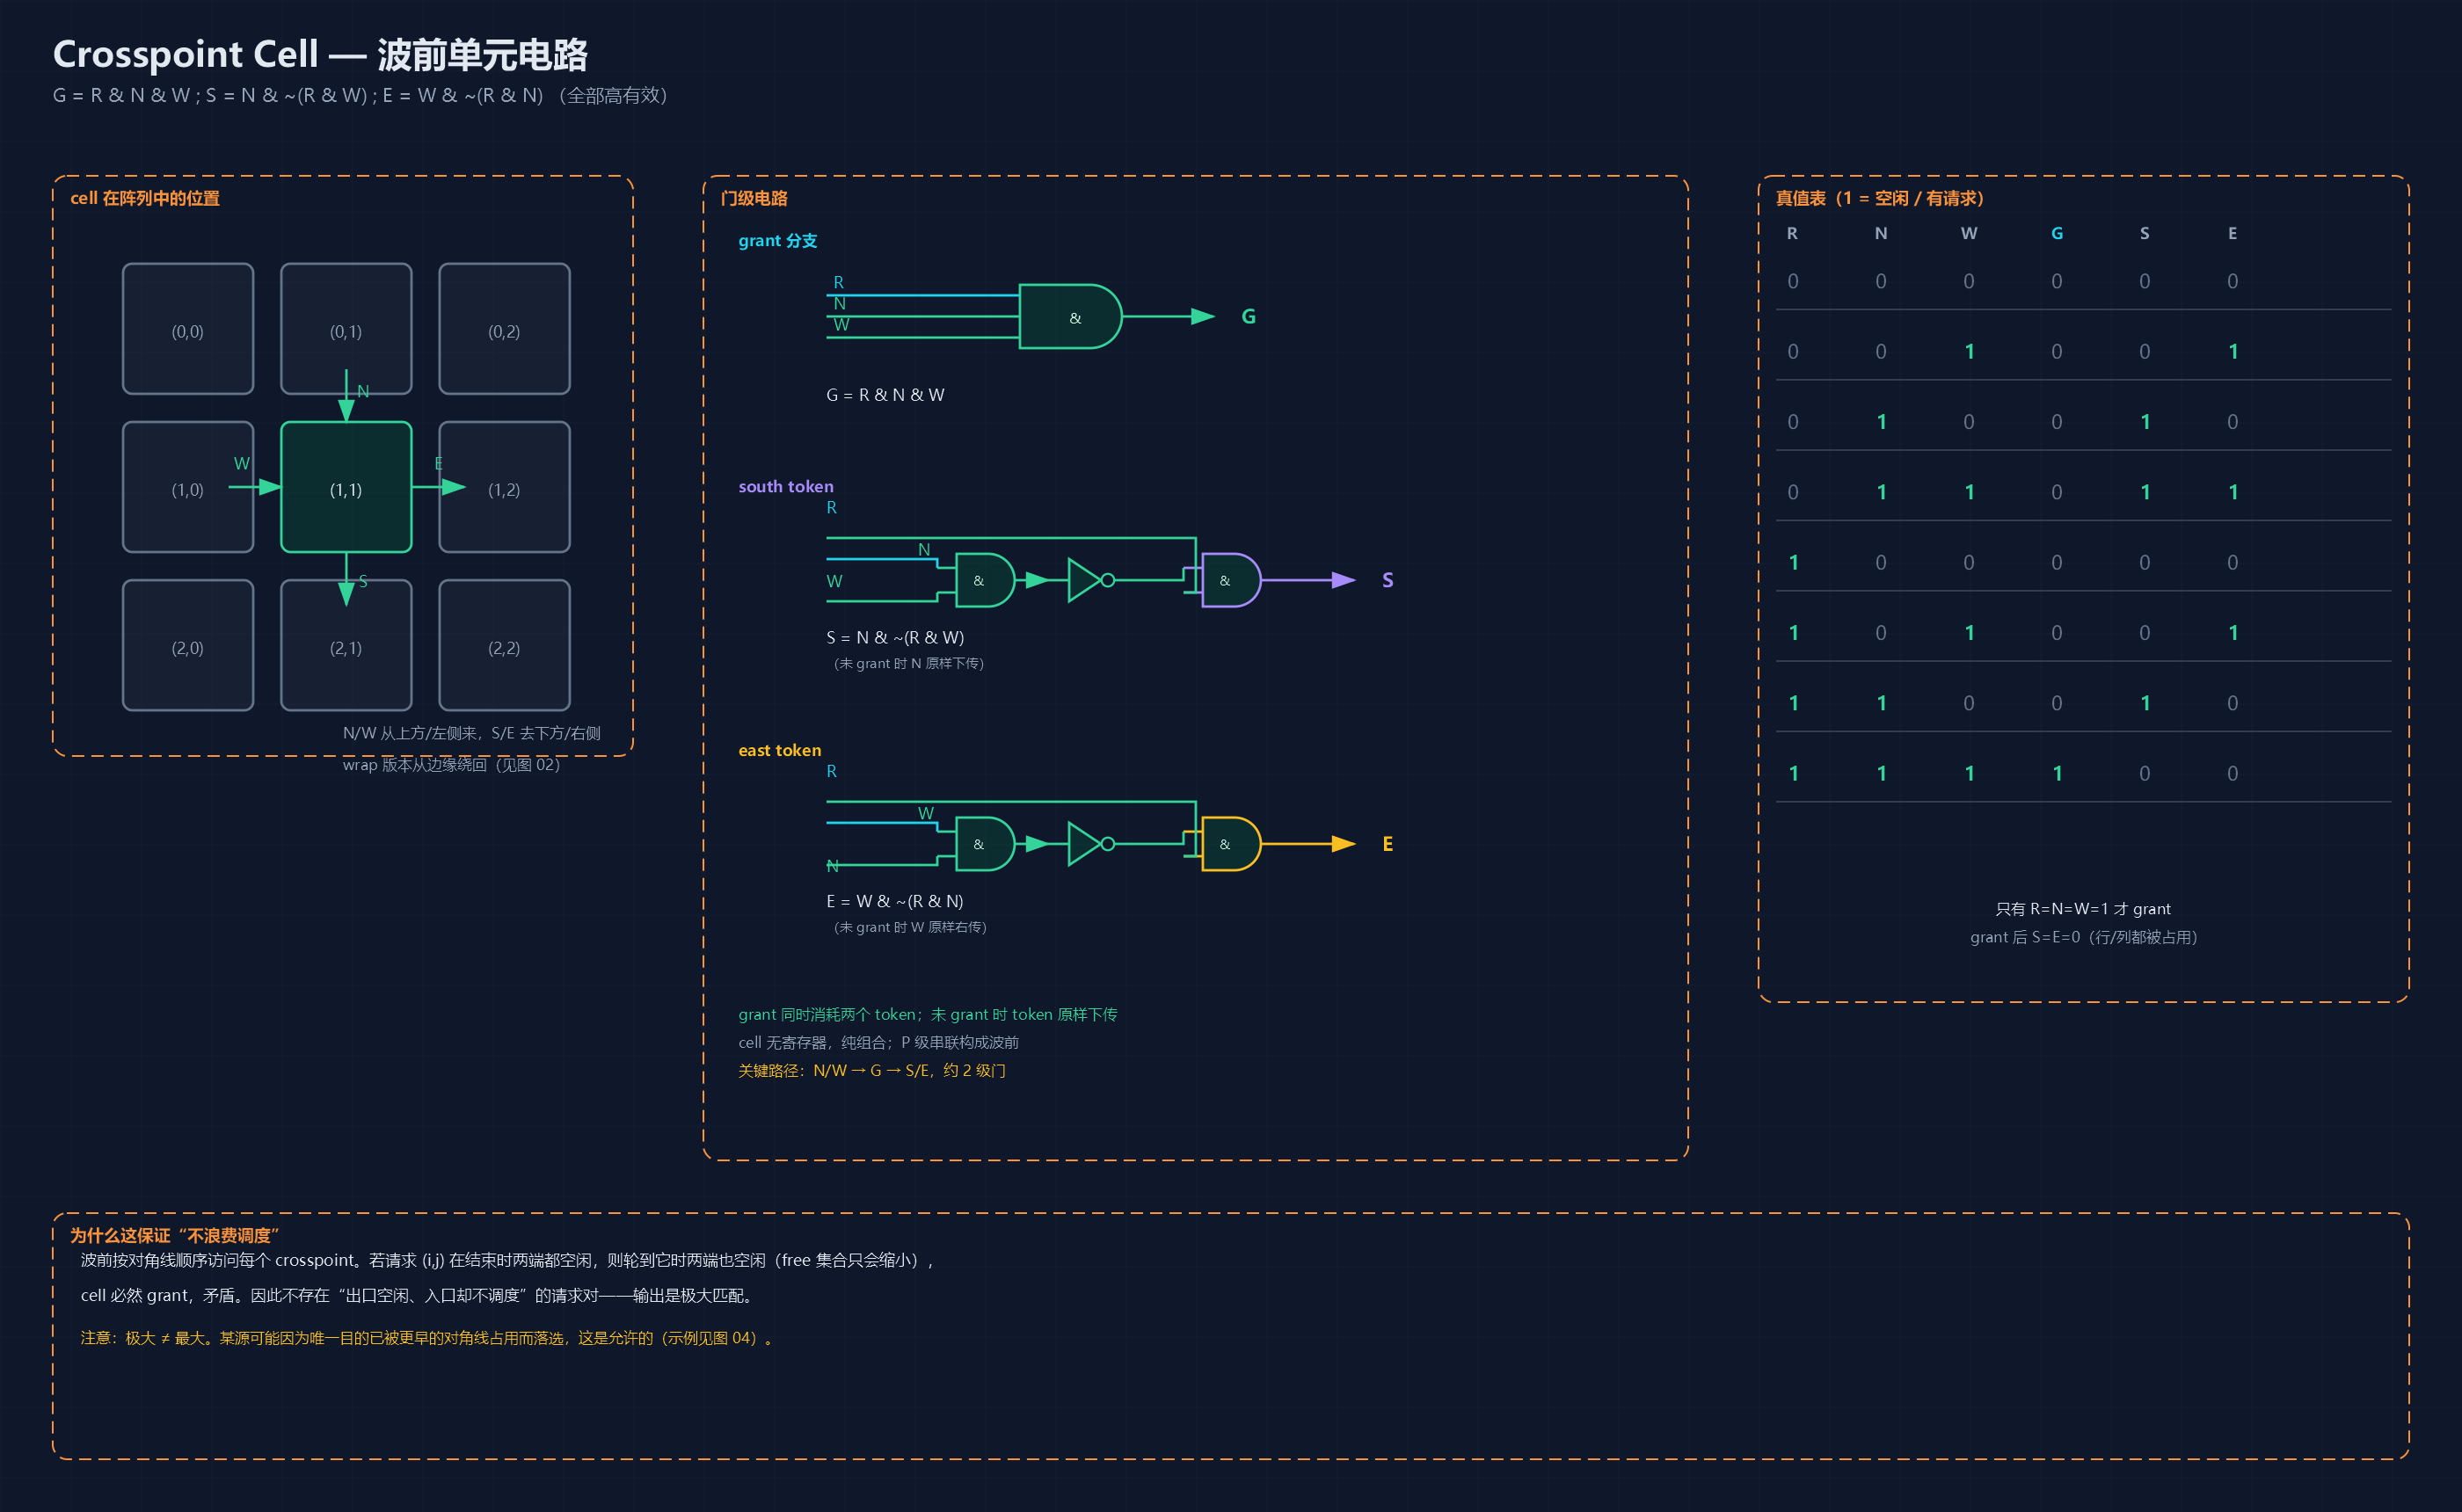 Crosspoint Cell — 波前单元电路
G = R & N & W ; S = N & ~(R & W) ; E = W & ~(R & N) （全部高有效）
cell 在阵列中的位置
(0,0) (0,1) (0,2)
N
W E
(1,0) (1,1) (1,2)
S
(2,0) (2,1) (2,2)
N/W 从上方/左侧来，S/E 去下方/右侧
wrap 版本从边缘绕回（见图 02）
门级电路
grant 分支
R
N
W
& G
G = R & N & W
south token
R
N
W & & S
S = N & ~(R & W)
（未 grant 时 N 原样下传）
east token
R
W
& & E
N
E = W & ~(R & N)
（未 grant 时 W 原样右传）
grant 同时消耗两个 token；未 grant 时 token 原样下传
cell 无寄存器，纯组合；P 级串联构成波前
关键路径：N/W → G → S/E，约 2 级门
真值表（1 = 空闲 / 有请求）
R N W G S E
0 0 0 0 0 0
0 0 1 0 0 1
0 1 0 0 1 0
0 1 1 0 1 1
1 0 0 0 0 0
1 0 1 0 0 1
1 1 0 0 1 0
1 1 1 1 0 0
只有 R=N=W=1 才 grant
grant 后 S=E=0（行/列都被占用）
为什么这保证“不浪费调度”
波前按对角线顺序访问每个 crosspoint。若请求 (i,j) 在结束时两端都空闲，则轮到它时两端也空闲（free 集合只会缩小），
cell 必然 grant，矛盾。因此不存在“出口空闲、入口却不调度”的请求对——输出是极大匹配。
注意：极大 ≠ 最大。某源可能因为唯一目的已被更早的对角线占用而落选，这是允许的（示例见图 04）。